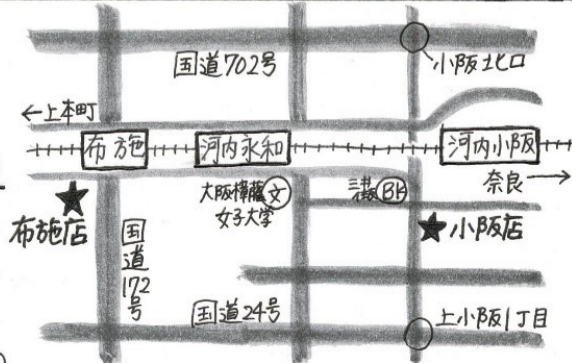 国道702号
小阪北口
←上本町
布施
河内永和
河内小阪
奈良→
大阪樟蔭
女子大学
文
三菱
BK
★
布施店
★小阪店
国道172号
国道24号
上小阪1丁目